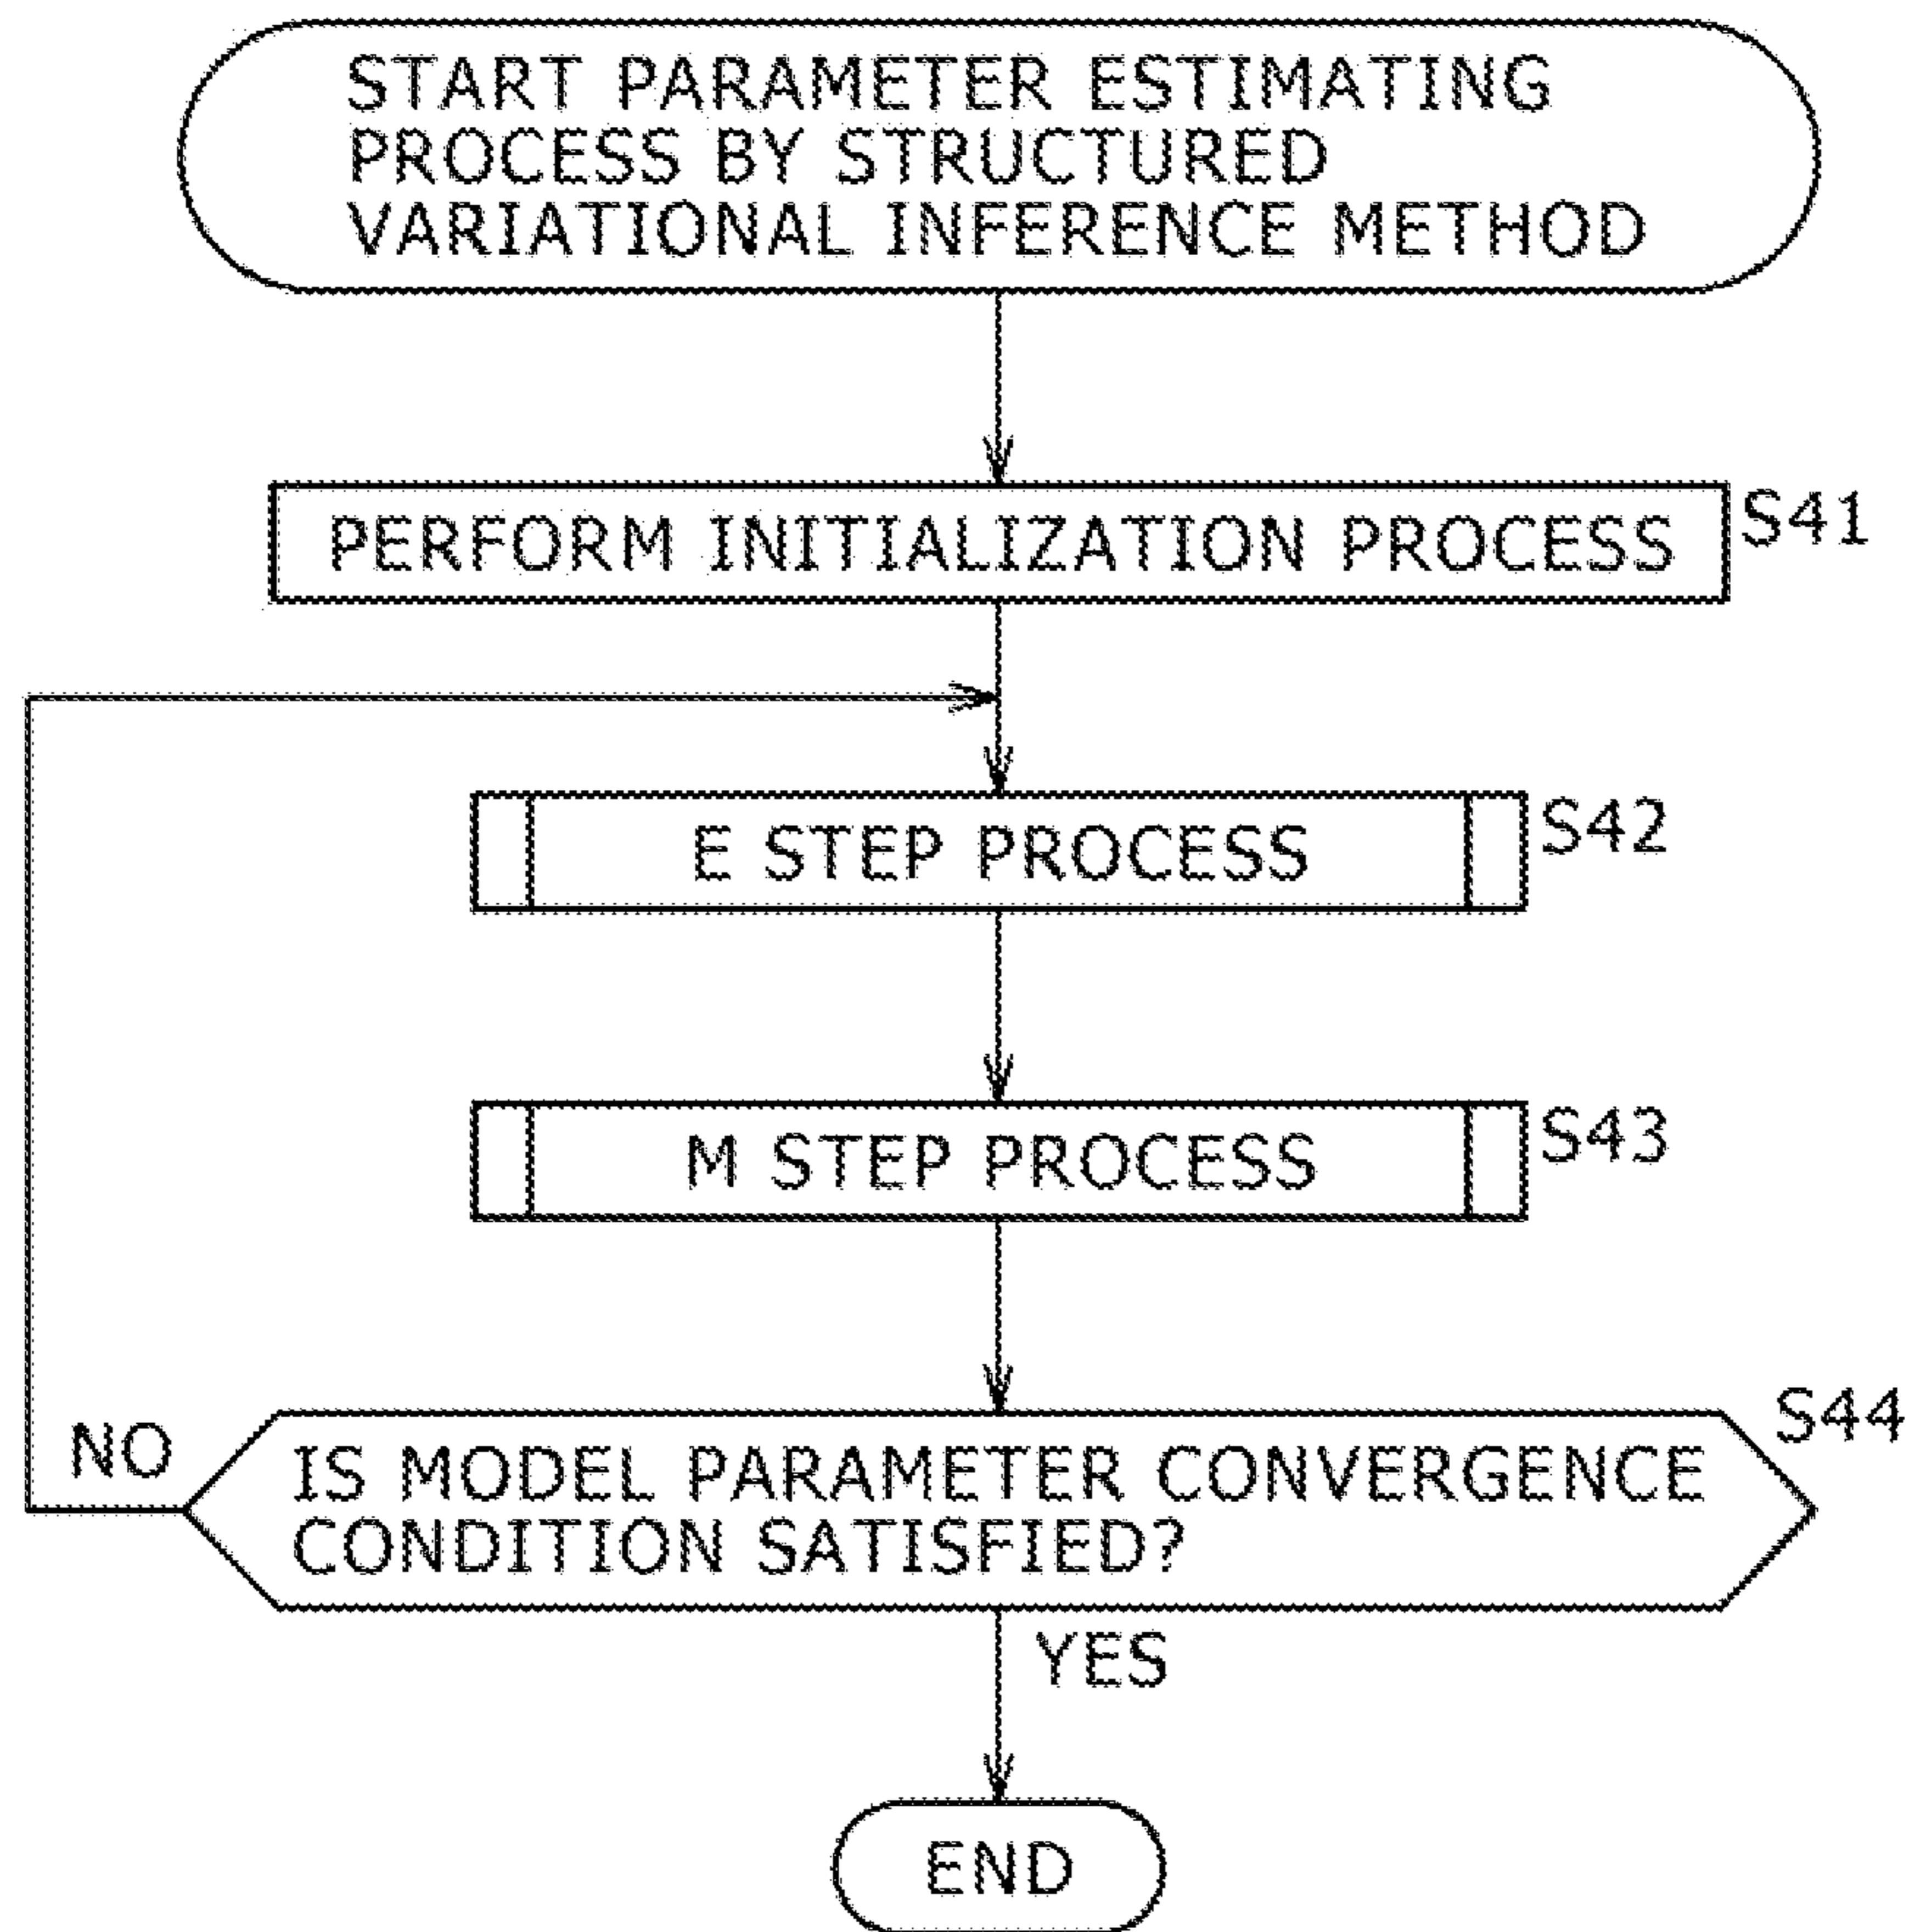 START PARAMETER ESTIMATING
PROCESS BY STRUCTURED
VARIATIONAL INFERENCE METHOD
PERFORM INITIALIZATION PROCESS
S41
E STEP PROCESS
S42
M STEP PROCESS
S43
S44
NO
IS MODEL PARAMETER CONVERGENCE
CONDITION SATISFIED?
YES
END